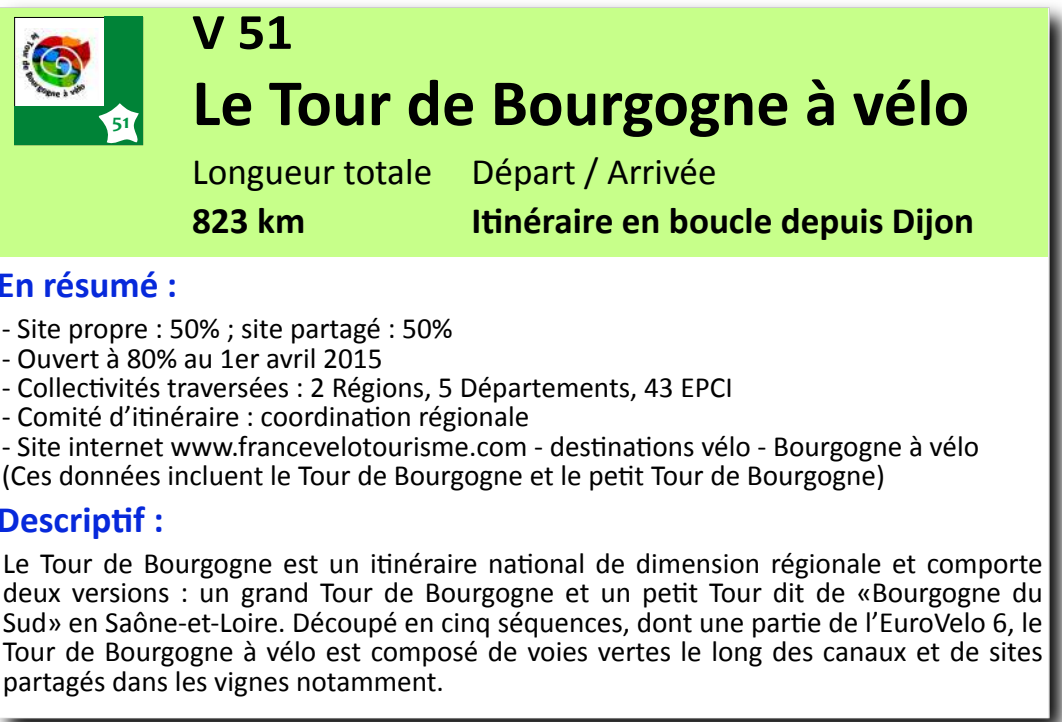 le Tour de Bourgogne à vélo
51
V 51
Le Tour de Bourgogne à vélo
Longueur totale Départ / Arrivée
823 km Itinéraire en boucle depuis Dijon
En résumé :
- Site propre : 50% ; site partagé : 50%
- Ouvert à 80% au 1er avril 2015
- Collectivités traversées : 2 Régions, 5 Départements, 43 EPCI
- Comité d’itinéraire : coordination régionale
- Site internet www.francevelotourisme.com - destinations vélo - Bourgogne à vélo
(Ces données incluent le Tour de Bourgogne et le petit Tour de Bourgogne)
Descriptif :
Le Tour de Bourgogne est un itinéraire national de dimension régionale et comporte
deux versions : un grand Tour de Bourgogne et un petit Tour dit de «Bourgogne du
Sud» en Saône-et-Loire. Découpé en cinq séquences, dont une partie de l’EuroVelo 6, le
Tour de Bourgogne à vélo est composé de voies vertes le long des canaux et de sites
partagés dans les vignes notamment.